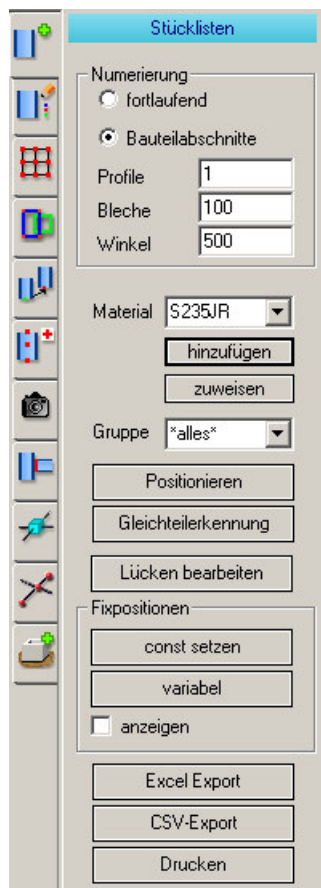 Stücklisten
Numerierung
fortlaufend
Bauteilabschnitte
Profile 1
Bleche 100
Winkel 500
Material S235JR
hinzufügen
zuweisen
Gruppe *alles*
Positionieren
Gleichteilerkennung
Lücken bearbeiten
Fixpositionen
const setzen
variabel
anzeigen
Excel Export
CSV-Export
Drucken